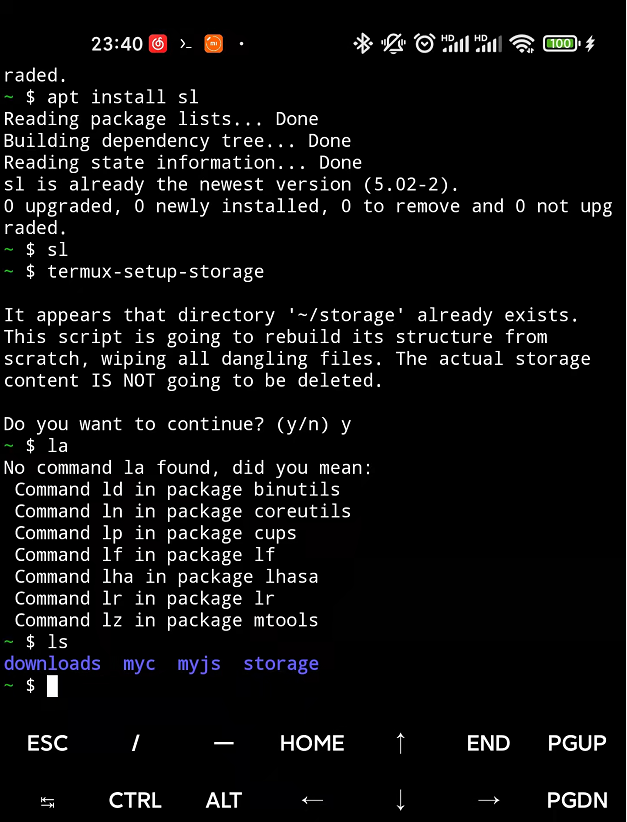 23:40 HD HD 100
raded.
~ $ apt install sl
Reading package lists... Done
Building dependency tree... Done
Reading state information... Done
sl is already the newest version (5.02-2).
0 upgraded, 0 newly installed, 0 to remove and 0 not upg
raded.
~ $ sl
~ $ termux-setup-storage
It appears that directory '~/storage' already exists.
This script is going to rebuild its structure from
scratch, wiping all dangling files. The actual storage
content IS NOT going to be deleted.
Do you want to continue? (y/n) y
~ $ la
No command la found, did you mean:
Command ld in package binutils
Command ln in package coreutils
Command lp in package cups
Command lf in package lf
Command lha in package lhasa
Command lr in package lr
Command lz in package mtools
~ $ ls
downloads myc myjs storage
~ $
ESC / — HOME ↑ END PGUP
↹ CTRL ALT ← ↓ → PGDN